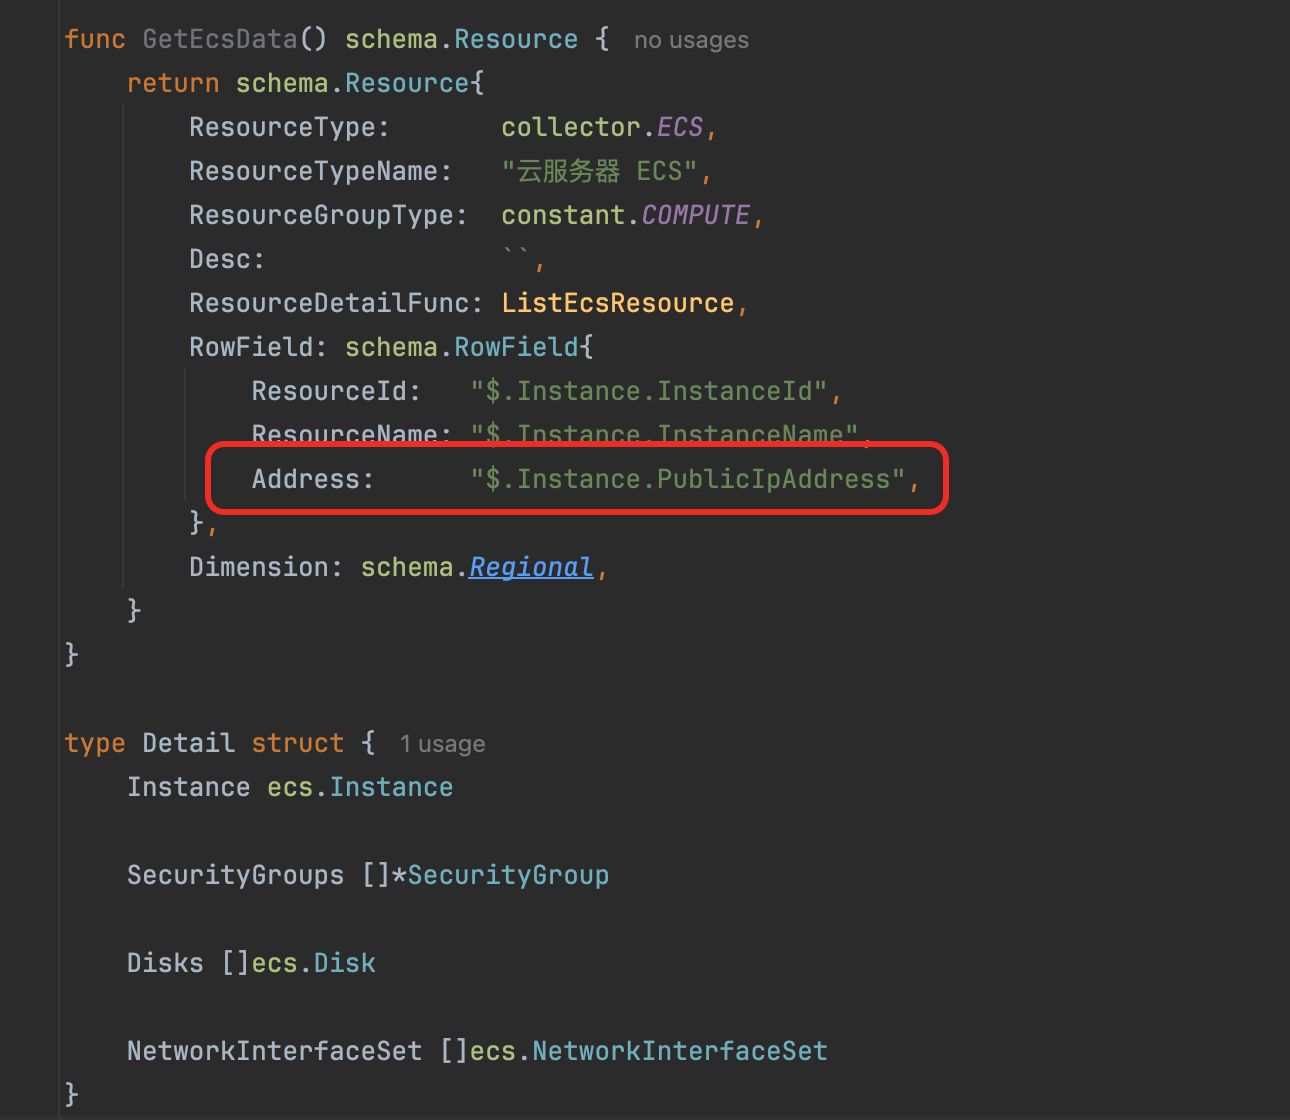 func GetEcsData() schema.Resource { no usages
return schema.Resource{
ResourceType: collector.ECS,
ResourceTypeName: "云服务器 ECS",
ResourceGroupType: constant.COMPUTE,
Desc: ``,
ResourceDetailFunc: ListEcsResource,
RowField: schema.RowField{
ResourceId: "$.Instance.InstanceId",
ResourceName: "$.Instance.InstanceName",
Address: "$.Instance.PublicIpAddress",
},
Dimension: schema.Regional,
}
}
type Detail struct { 1 usage
Instance ecs.Instance
SecurityGroups []*SecurityGroup
Disks []ecs.Disk
NetworkInterfaceSet []ecs.NetworkInterfaceSet
}